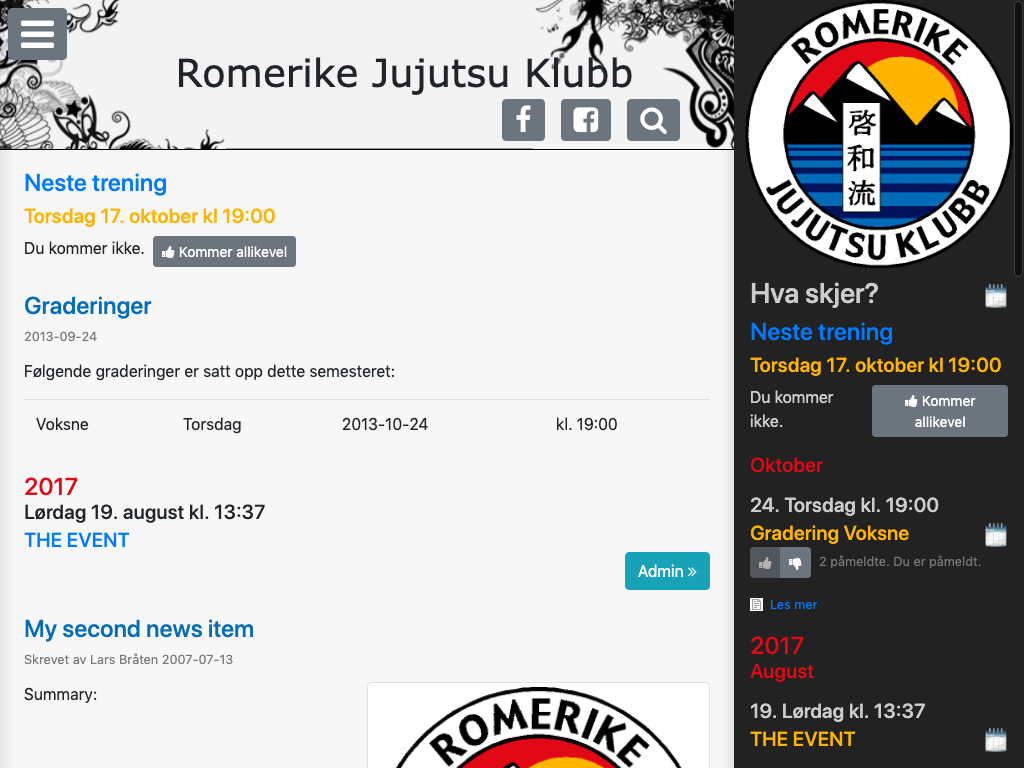 Romerike Jujutsu Klubb
Neste trening
Torsdag 17. oktober kl 19:00
Du kommer ikke. Kommer allikevel
Graderinger
2013-09-24
Følgende graderinger er satt opp dette semesteret:
Voksne Torsdag 2013-10-24 kl. 19:00
2017
Lørdag 19. august kl. 13:37
THE EVENT
Admin »
My second news item
Skrevet av Lars Bråten 2007-07-13
Summary:
ROMERIKE
ROMERIKE
啓和流
JUJUTSU KLUBB
Hva skjer?
Neste trening
Torsdag 17. oktober kl 19:00
Du kommer
ikke.
Kommer
allikevel
Oktober
24. Torsdag kl. 19:00
Gradering Voksne
2 påmeldte. Du er påmeldt.
Les mer
2017
August
19. Lørdag kl. 13:37
THE EVENT